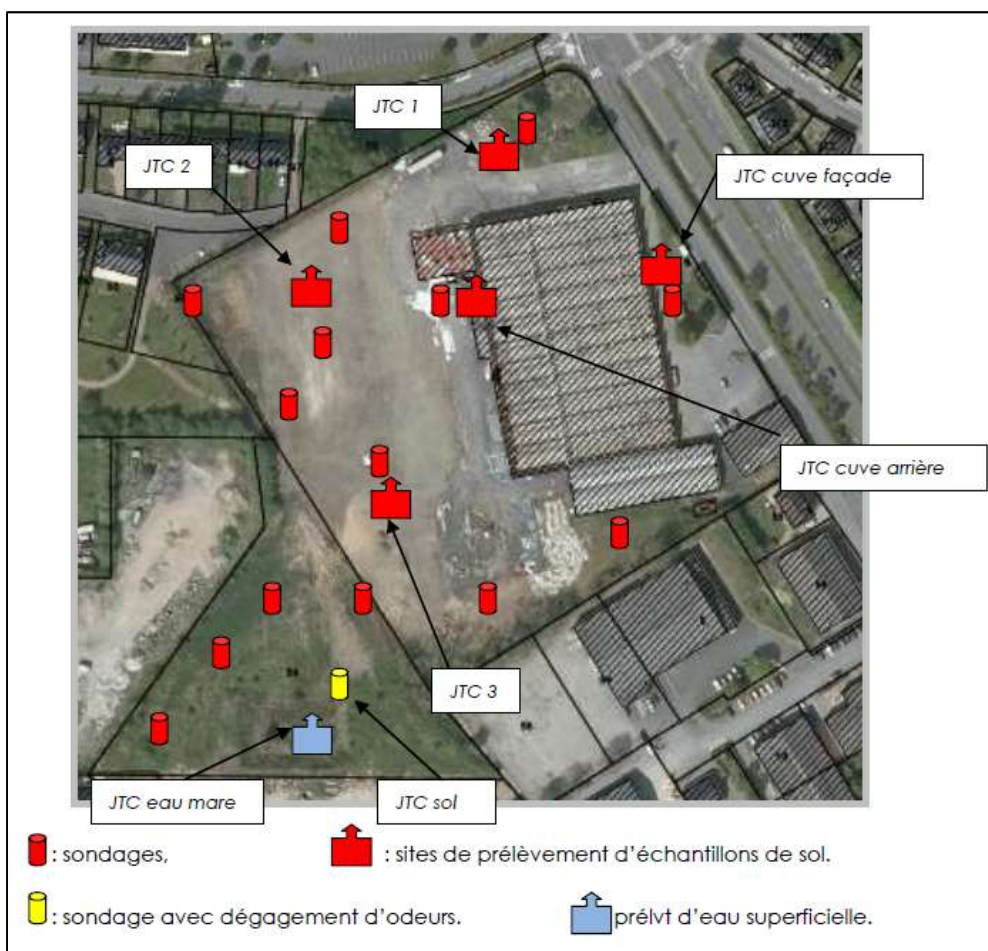 JTC 1
JTC 2
JTC cuve façade
JTC cuve arrière
JTC 3
JTC eau mare
JTC sol
: sondages,
: sites de prélèvement d'échantillons de sol.
: sondage avec dégagement d'odeurs.
prélvt d'eau superficielle.